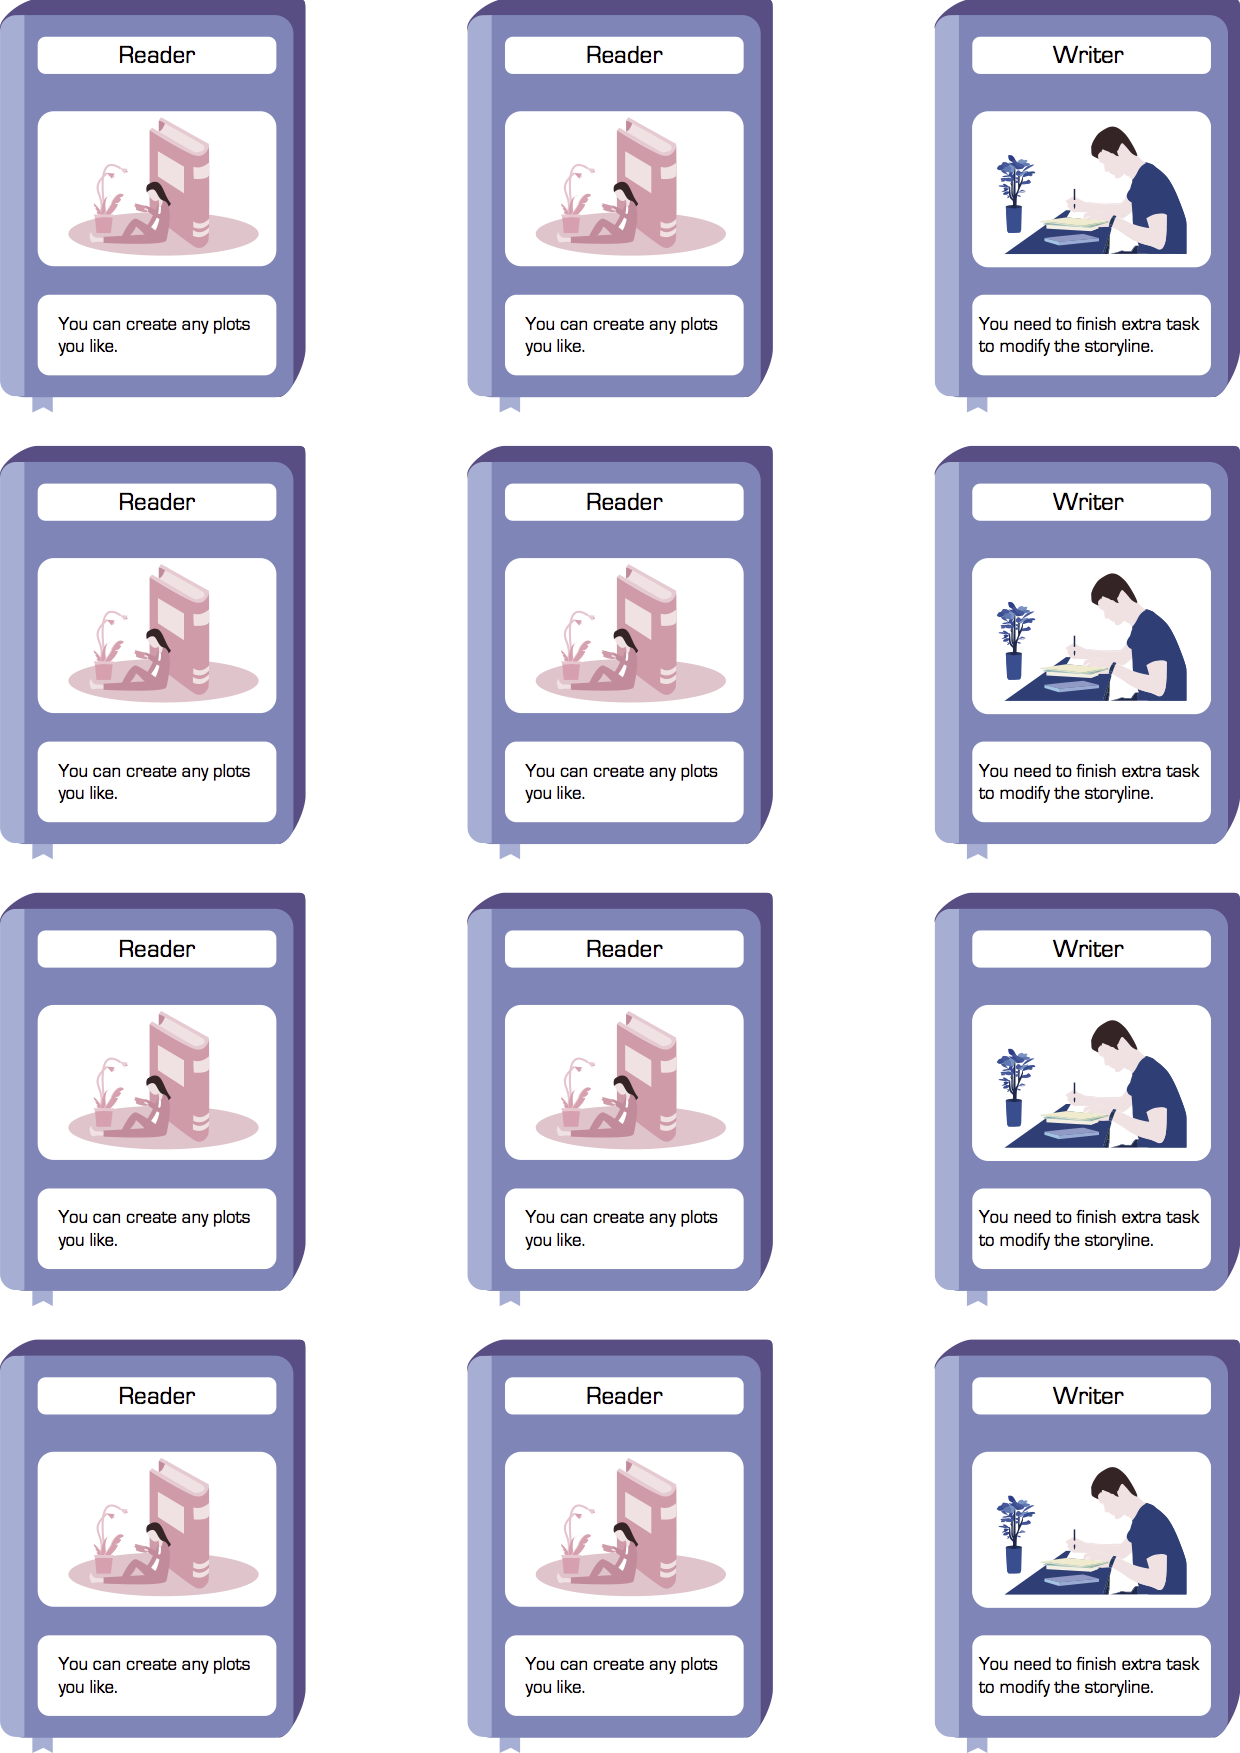 Reader
You can create any plots
you like.
Reader
You can create any plots
you like.
Writer
You need to finish extra task
to modify the storyline.
Reader
You can create any plots
you like.
Reader
You can create any plots
you like.
Writer
You need to finish extra task
to modify the storyline.
Reader
You can create any plots
you like.
Reader
You can create any plots
you like.
Writer
You need to finish extra task
to modify the storyline.
Reader
You can create any plots
you like.
Reader
You can create any plots
you like.
Writer
You need to finish extra task
to modify the storyline.